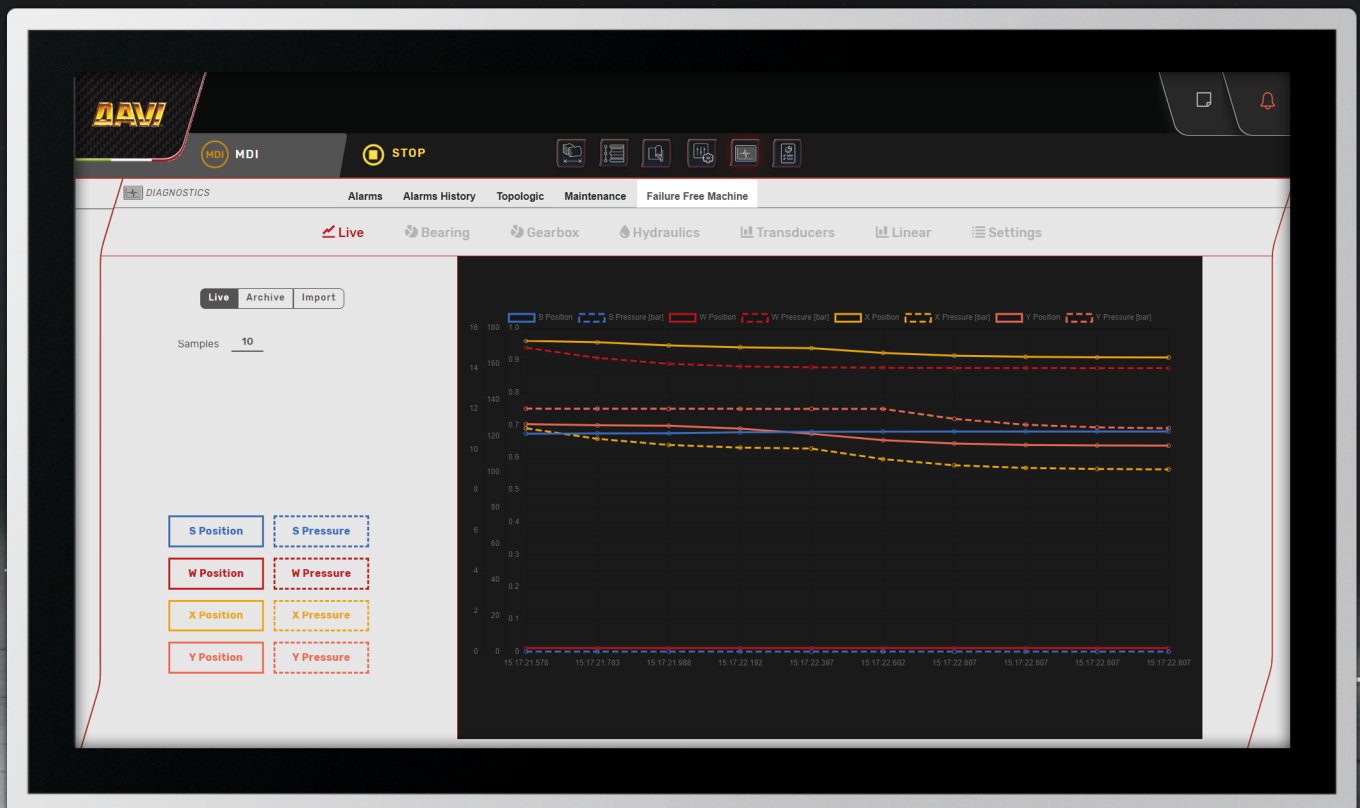 DAVI
MDI MDI
STOP
DIAGNOSTICS
Alarms Alarms History Topologic Maintenance Failure Free Machine
Live Bearing Gearbox Hydraulics Transducers Linear Settings
Live Archive Import
Samples 10
S Position S Pressure
W Position W Pressure
X Position X Pressure
Y Position Y Pressure
S Position S Pressure [bar] W Position W Pressure [bar] X Position X Pressure [bar] Y Position Y Pressure [bar]
16 180 1.0
160 0.9
14
0.8
140
12
0.7
120
10
0.6
100
8 0.5
80
0.4
6
60
0.3
4
40
0.2
2 20
0.1
0 0 0
15:17:21.578 15:17:21.783 15:17:21.988 15:17:22.192 15:17:22.397 15:17:22.602 15:17:22.807 15:17:22.807 15:17:22.807 15:17:22.807